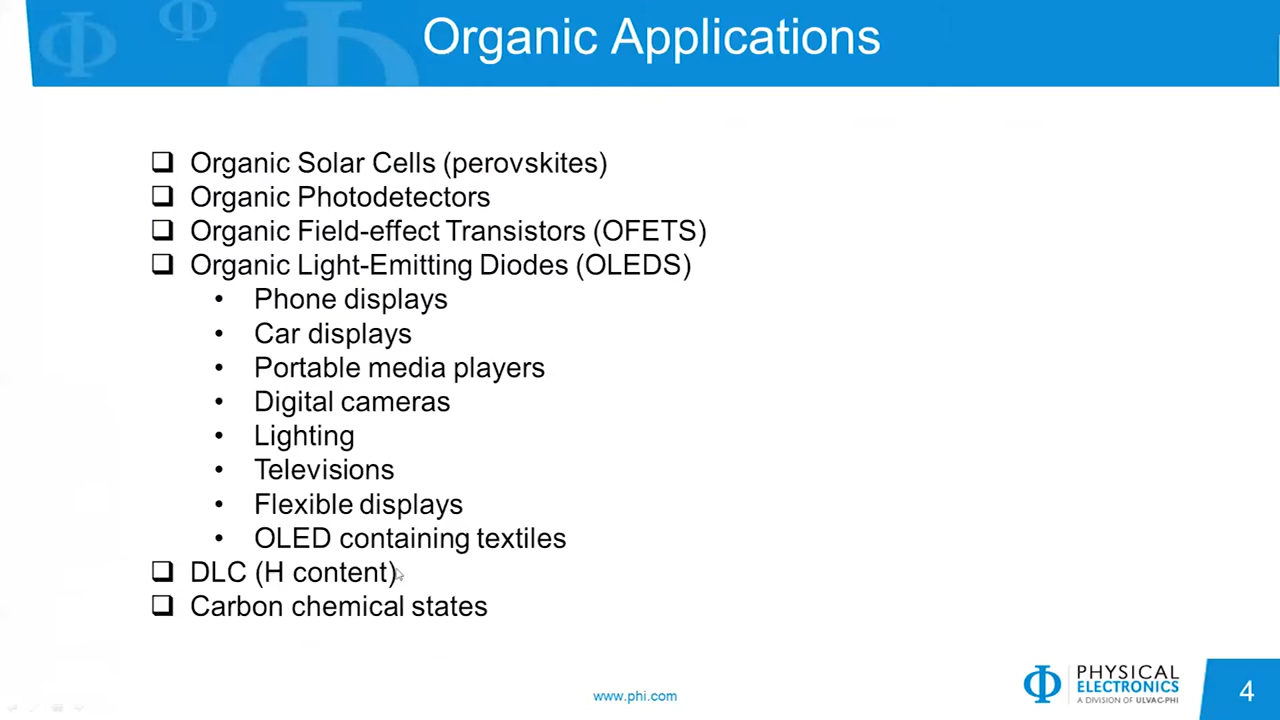 Organic Applications
❑ Organic Solar Cells (perovskites)
❑ Organic Photodetectors
❑ Organic Field-effect Transistors (OFETS)
❑ Organic Light-Emitting Diodes (OLEDS)
• Phone displays
• Car displays
• Portable media players
• Digital cameras
• Lighting
• Televisions
• Flexible displays
• OLED containing textiles
❑ DLC (H content)
❑ Carbon chemical states
www.phi.com
PHYSICAL
ELECTRONICS
A DIVISION OF ULVAC-PHI
4